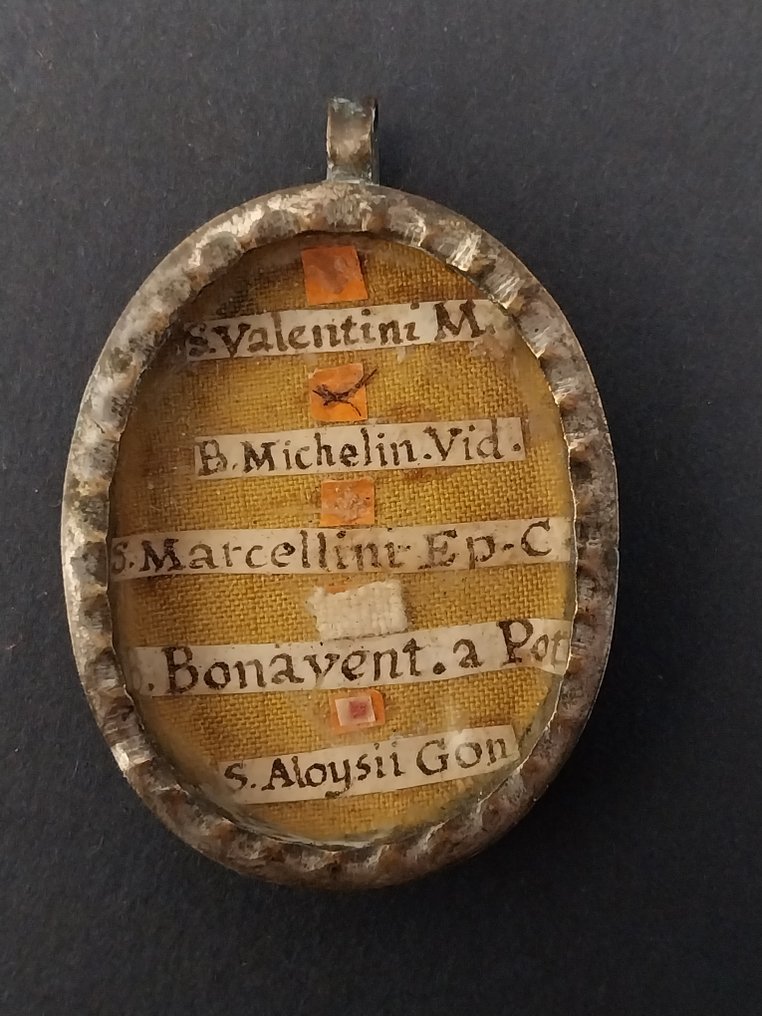 S. Valentini M.
B. Michelin. Vid.
S. Marcellini Ep-C
B. Bonavent. a Pot
S. Aloysii Gon